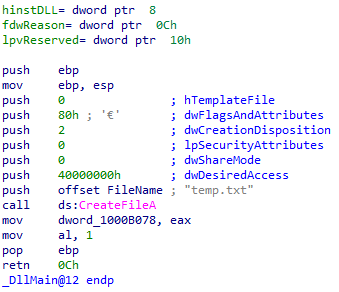 hinstDLL= dword ptr  8
fdwReason= dword ptr  0Ch
lpvReserved= dword ptr  10h
push    ebp
mov     ebp, esp
push    0               ; hTemplateFile
push    80h ; '€'       ; dwFlagsAndAttributes
push    2               ; dwCreationDisposition
push    0               ; lpSecurityAttributes
push    0               ; dwShareMode
push    40000000h       ; dwDesiredAccess
push    offset FileName ; "temp.txt"
call    ds:CreateFileA
mov     dword_1000B078, eax
mov     al, 1
pop     ebp
retn    0Ch
_DllMain@12 endp